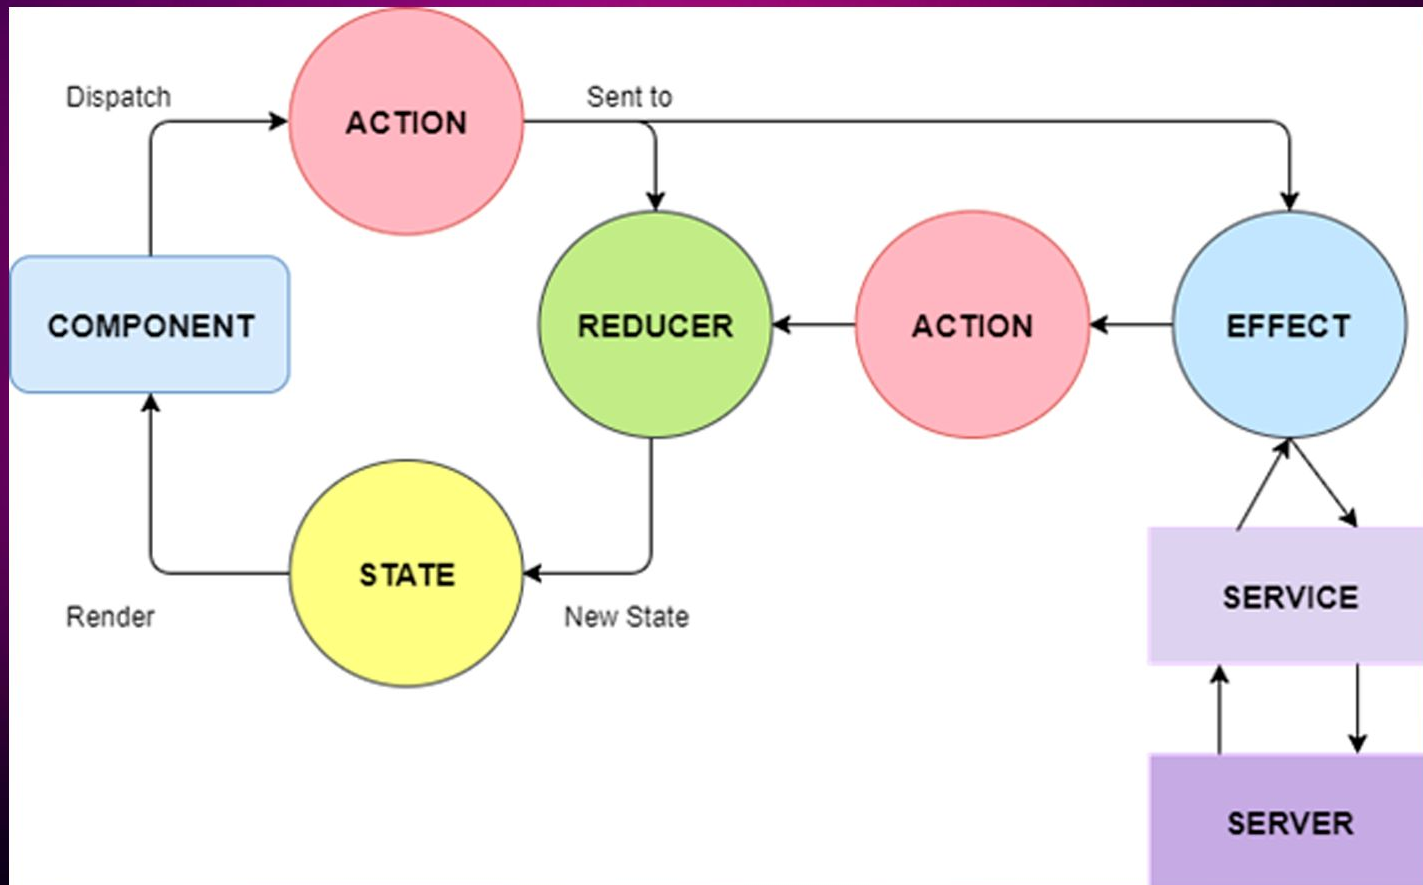 Dispatch
ACTION
Sent to
COMPONENT
REDUCER
ACTION
EFFECT
STATE
Render
New State
SERVICE
SERVER